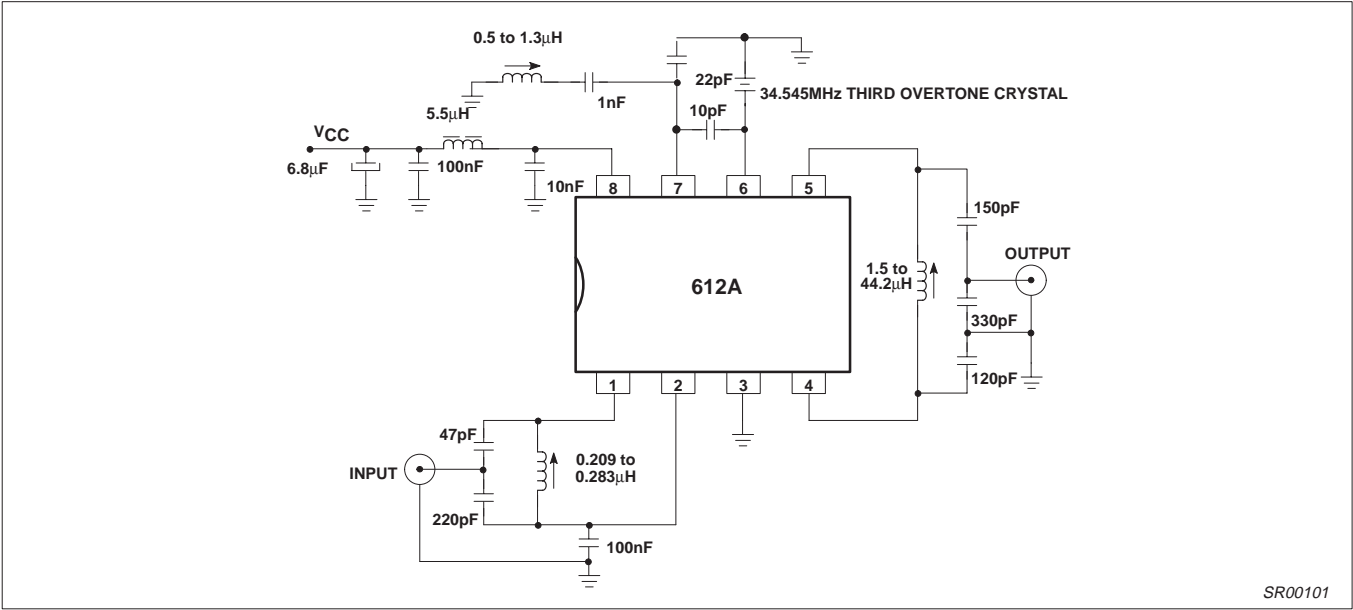 0.5 to 1.3μH
22pF
34.545MHz THIRD OVERTONE CRYSTAL
1nF
10pF
5.5μH
VCC
6.8μF
100nF
10nF
8
7
6
5
150pF
OUTPUT
1.5 to
44.2μH
612A
330pF
120pF
1
2
3
4
47pF
INPUT
0.209 to
0.283μH
220pF
100nF
SR00101